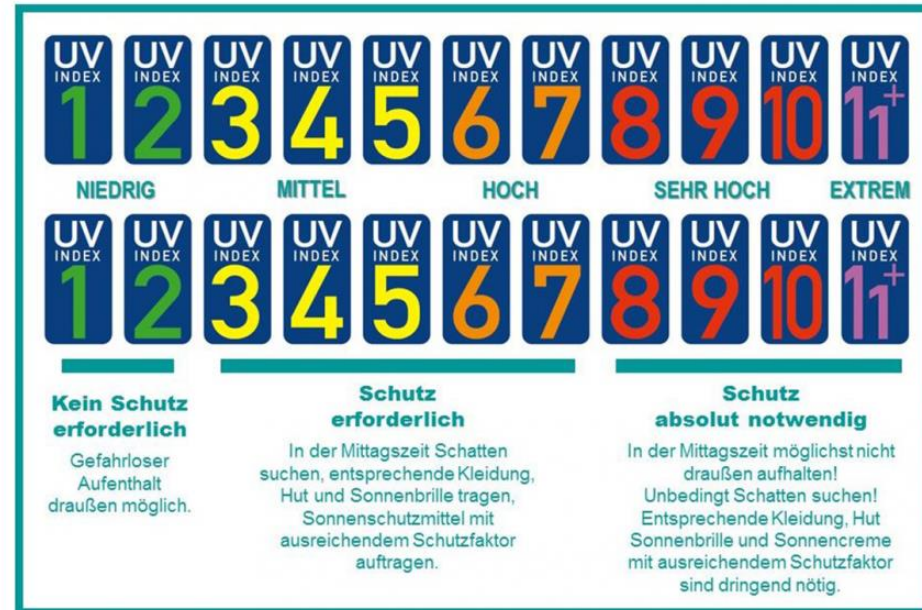 UV UV UV UV UV UV UV UV UV UV UV
INDEX INDEX INDEX INDEX INDEX INDEX INDEX INDEX INDEX INDEX INDEX
1 2 3 4 5 6 7 8 9 10 11+
NIEDRIG MITTEL HOCH SEHR HOCH EXTREM
UV UV UV UV UV UV UV UV UV UV UV
INDEX INDEX INDEX INDEX INDEX INDEX INDEX INDEX INDEX INDEX INDEX
1 2 3 4 5 6 7 8 9 10 11+
Kein Schutz
erforderlich
Gefahrloser
Aufenthalt
draußen möglich.
Schutz
erforderlich
In der Mittagszeit Schatten
suchen, entsprechende Kleidung,
Hut und Sonnenbrille tragen,
Sonnenschutzmittel mit
ausreichendem Schutzfaktor
auftragen.
Schutz
absolut notwendig
In der Mittagszeit möglichst nicht
draußen aufhalten!
Unbedingt Schatten suchen!
Entsprechende Kleidung, Hut
Sonnenbrille und Sonnencreme
mit ausreichendem Schutzfaktor
sind dringend nötig.